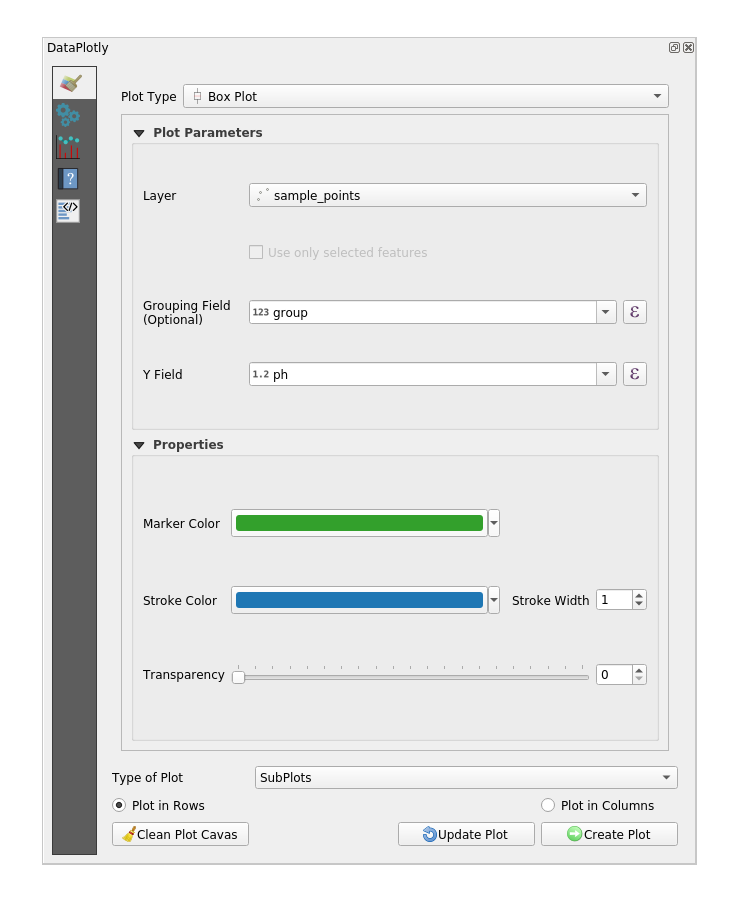 DataPlotly
Plot Type Box Plot
Plot Parameters
Layer sample_points
Use only selected features
Grouping Field
(Optional)
123 group
ε
Y Field 1.2 ph ε
Properties
Marker Color
Stroke Color Stroke Width 1
Transparency 0
Type of Plot SubPlots
Plot in Rows Plot in Columns
Clean Plot Cavas Update Plot Create Plot
?
</>